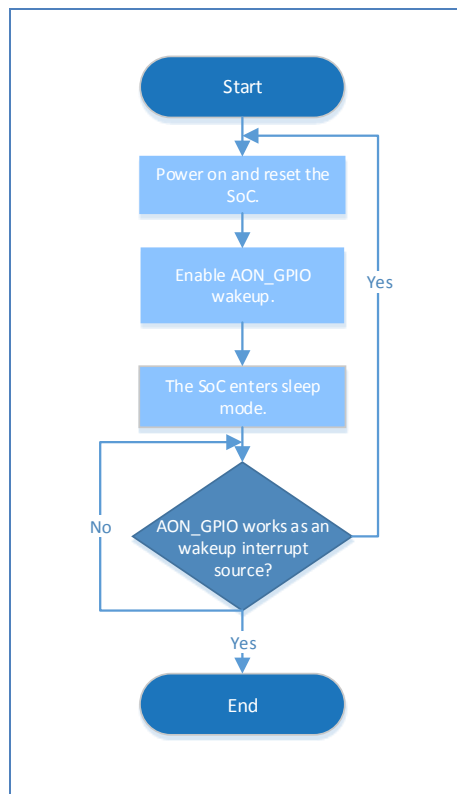 Start
Power on and reset the
SoC.
Enable AON_GPIO
wakeup.
Yes
The SoC enters sleep
mode.
No
AON_GPIO works as an
wakeup interrupt
source?
Yes
End